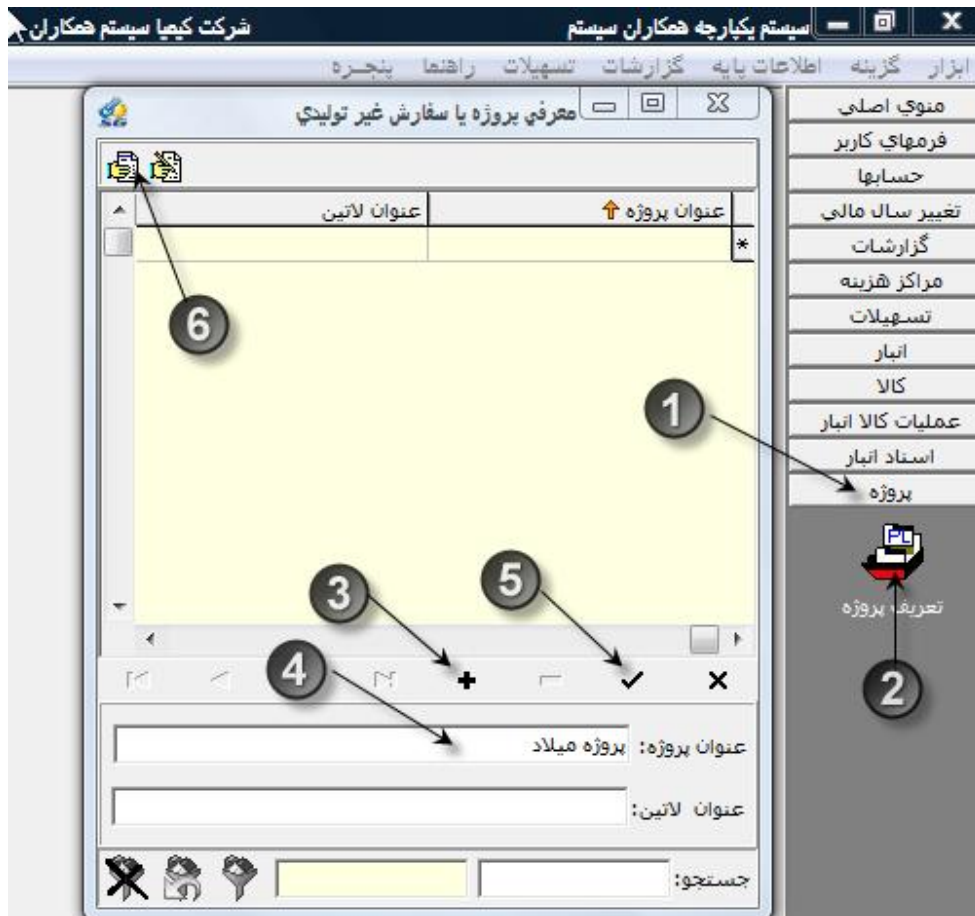 سیستم یکپارچه همکاران سیستم
شرکت کیمیا سیستم همکاران
ابزار گزینه اطلاعات پایه گزارشات تسهیلات راهنما پنجره
منوي اصلي
فرمهاي کاربر
حسابها
تغيير سال مالي
گزارشات
مراکز هزينه
تسهيلات
انبار
کالا
عمليات کالا انبار
اسناد انبار
پروژه
تعريف پروژه
معرفي پروژه يا سفارش غير توليدي
عنوان پروژه
عنوان لاتين
*
6
1
3
5
4
2
عنوان پروژه: پروژه ميلاد
عنوان لاتين:
جستجو: